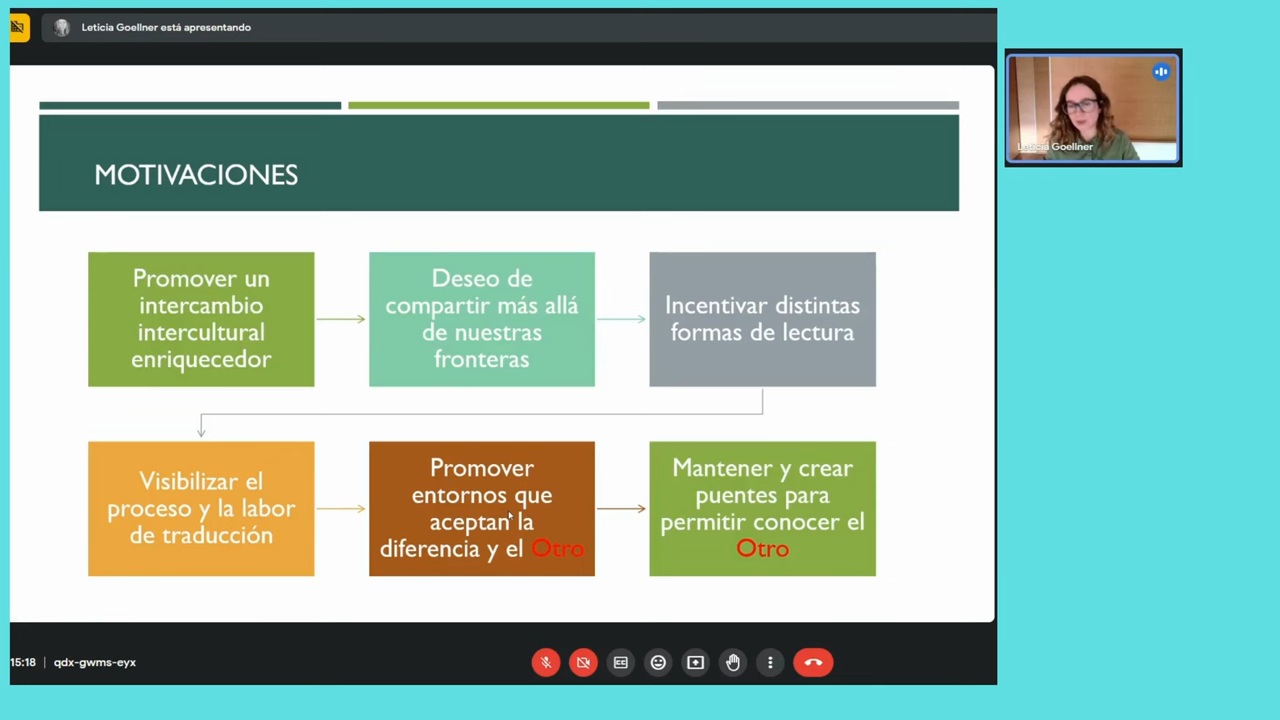 Leticia Goellner está apresentando
MOTIVACIONES
Promover un
intercambio
intercultural
enriquecedor
Deseo de
compartir más allá
de nuestras
fronteras
Incentivar distintas
formas de lectura
Visibilizar el
proceso y la labor
de traducción
Promover
entornos que
aceptan la
diferencia y el Otro
Mantener y crear
puentes para
permitir conocer el
Otro
Leticia Goellner
15:18 | qdx-gwms-eyx